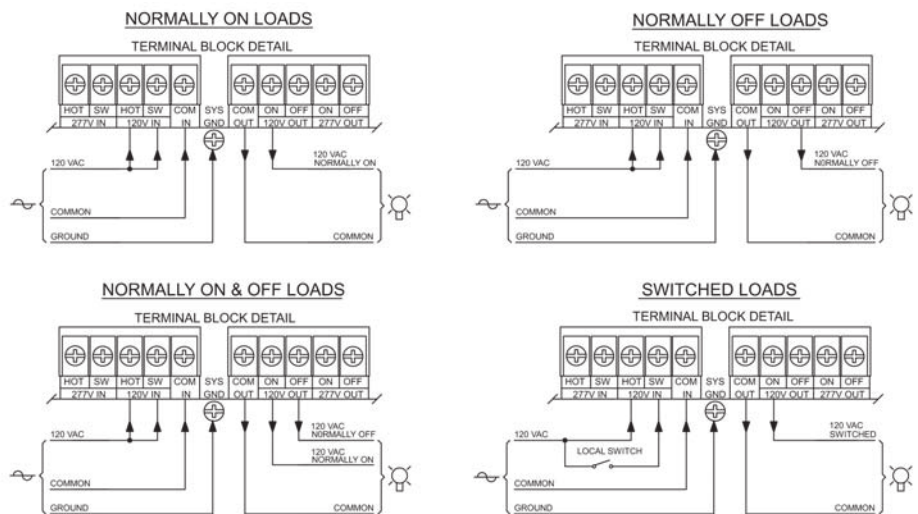 NORMALLY ON LOADS
TERMINAL BLOCK DETAIL
HOT SW HOT SW COM SYS COM ON OFF ON OFF
277V IN 120V IN IN GND OUT 120V OUT 277V OUT
120 VAC
120 VAC
NORMALLY ON
COMMON
GROUND
COMMON
NORMALLY OFF LOADS
TERMINAL BLOCK DETAIL
HOT SW HOT SW COM SYS COM ON OFF ON OFF
277V IN 120V IN IN GND OUT 120V OUT 277V OUT
120 VAC
120 VAC
NORMALLY OFF
COMMON
GROUND
COMMON
NORMALLY ON & OFF LOADS
TERMINAL BLOCK DETAIL
HOT SW HOT SW COM SYS COM ON OFF ON OFF
277V IN 120V IN IN GND OUT 120V OUT 277V OUT
120 VAC
120 VAC
N0RMALLY OFF
120 VAC
NORMALLY ON
COMMON
GROUND
COMMON
SWITCHED LOADS
TERMINAL BLOCK DETAIL
HOT SW HOT SW COM SYS COM ON OFF ON OFF
277V IN 120V IN IN GND OUT 120V OUT 277V OUT
120 VAC
120 VAC
SWITCHED
LOCAL SWITCH
COMMON
GROUND
COMMON